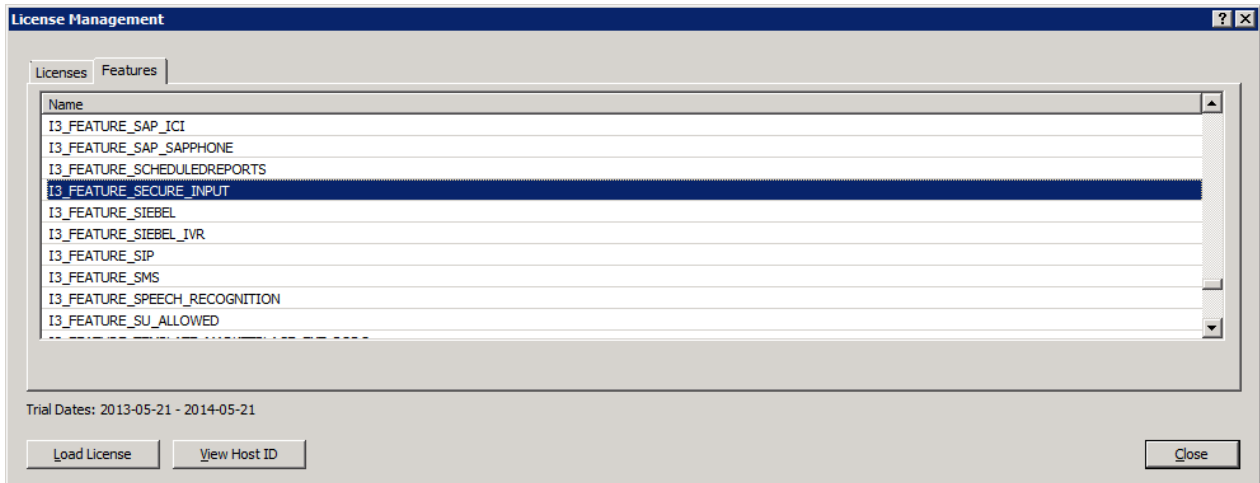 License Management
Licenses Features
Name
I3_FEATURE_SAP_ICI
I3_FEATURE_SAP_SAPPHONE
I3_FEATURE_SCHEDULEDREPORTS
I3_FEATURE_SECURE_INPUT
I3_FEATURE_SIEBEL
I3_FEATURE_SIEBEL_IVR
I3_FEATURE_SIP
I3_FEATURE_SMS
I3_FEATURE_SPEECH_RECOGNITION
I3_FEATURE_SU_ALLOWED
Trial Dates: 2013-05-21 - 2014-05-21
Load License View Host ID Close